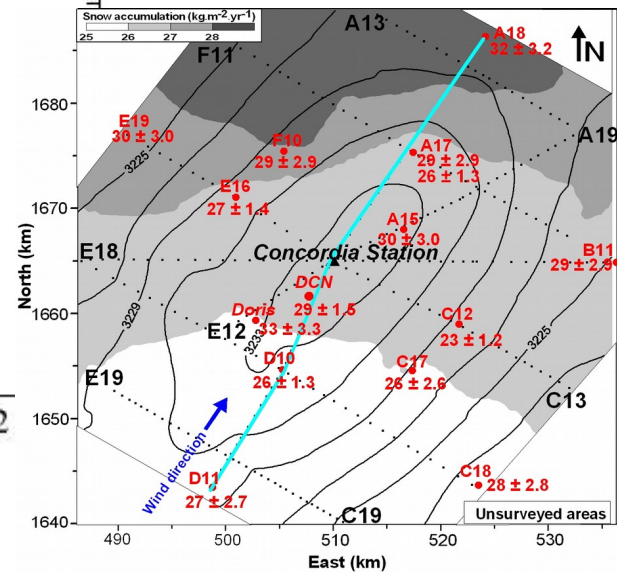 Snow accumulation (kg.m⁻².yr⁻¹)
25 26 27 28
A13
F11
A18
32 ± 3.2
N
1680
E19
30 ± 3.0
3225
F10
29 ± 2.9
A17
29 ± 2.9
26 ± 1.3
A19
E16
27 ± 1.4
1670
A15
30 ± 3.0
E18
Concordia Station
B11
29 ± 2.9
North (km)
3229
DCN
29 ± 1.5
Doris
33 ± 3.3
1660
E12
3233
C12
23 ± 1.2
3225
D10
26 ± 1.3
C17
26 ± 2.6
E19
C13
1650
Wind direction
D11
27 ± 2.7
C18
28 ± 2.8
C19
Unsurveyed areas
1640
490 500 510 520 530
East (km)